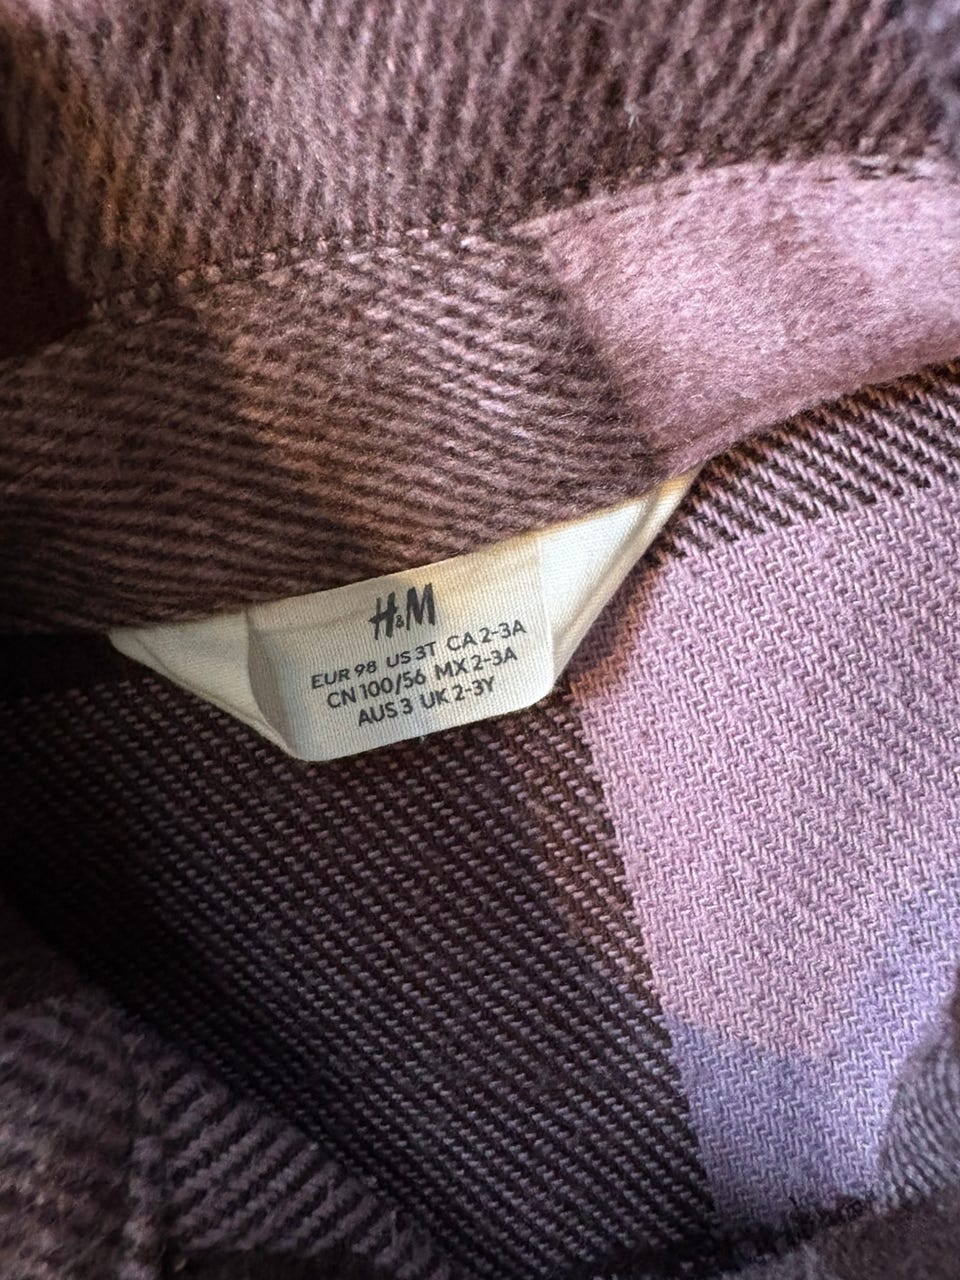 H&M
EUR 98 US 3T CA 2-3A
CN 100/56 MX 2-3A
AUS 3 UK 2-3Y